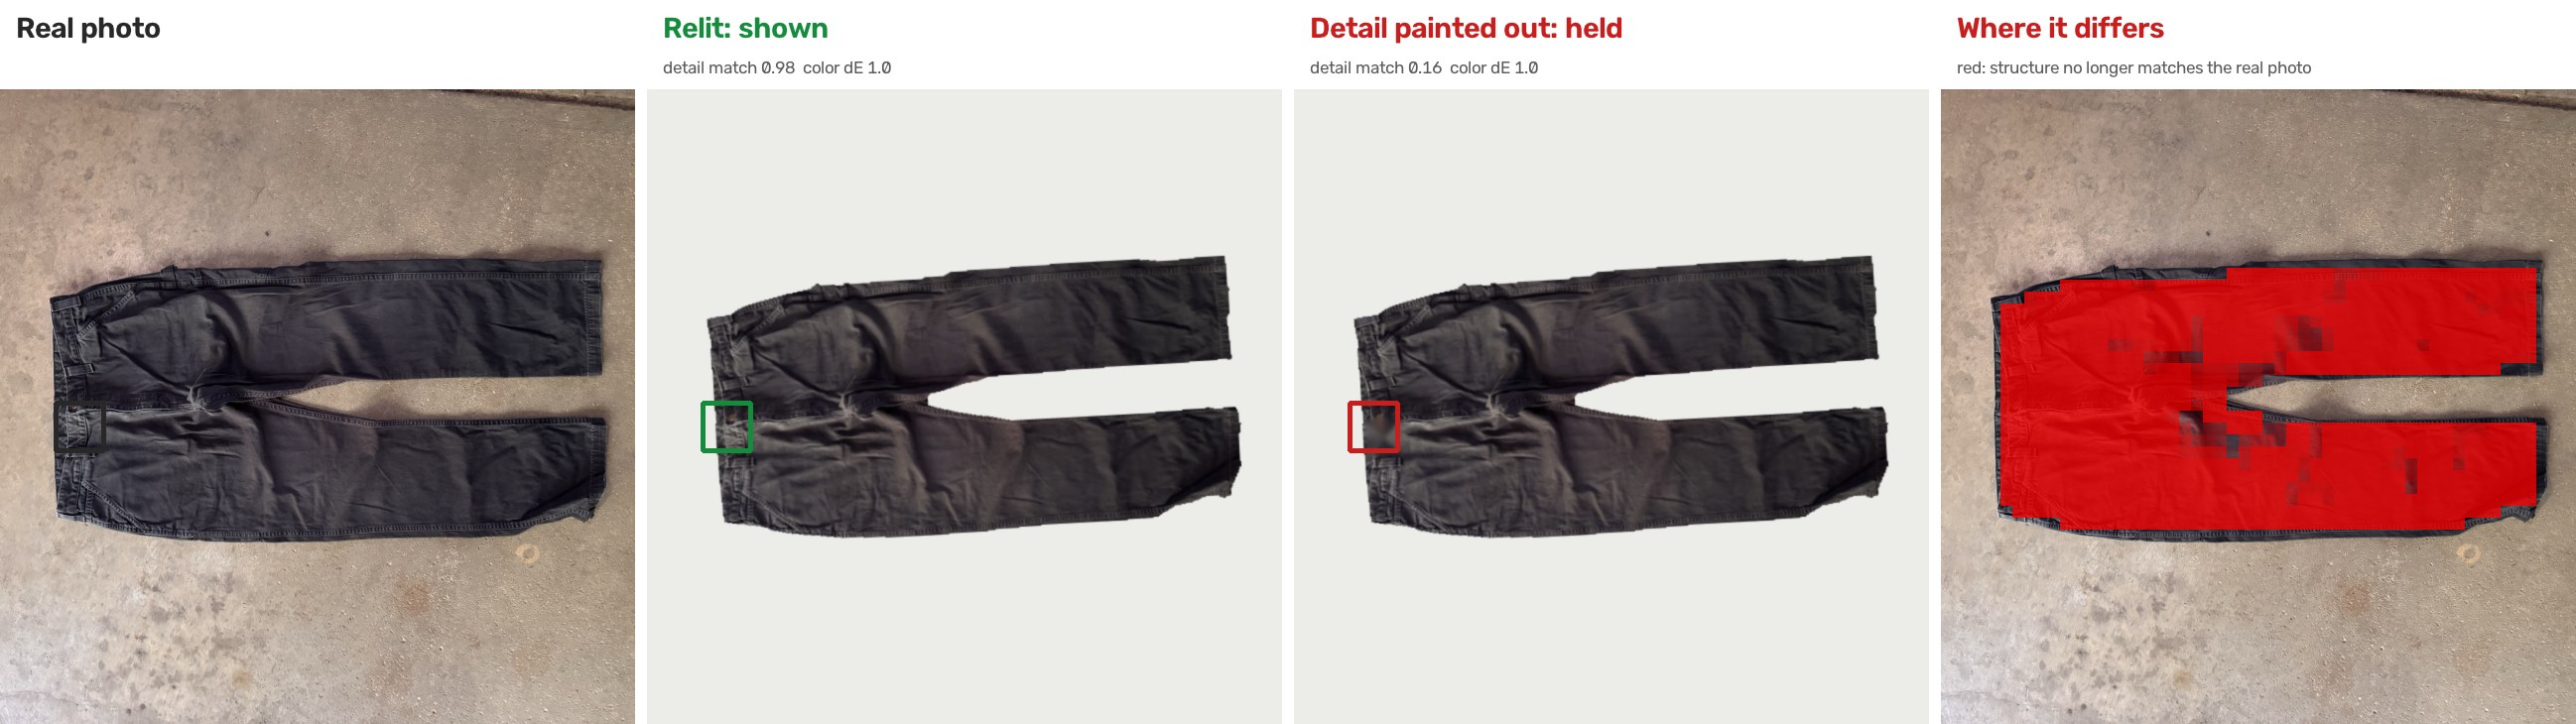 Real photo
Relit: shown
detail match 0.98 color dE 1.0
Detail painted out: held
detail match 0.16 color dE 1.0
Where it differs
red: structure no longer matches the real photo